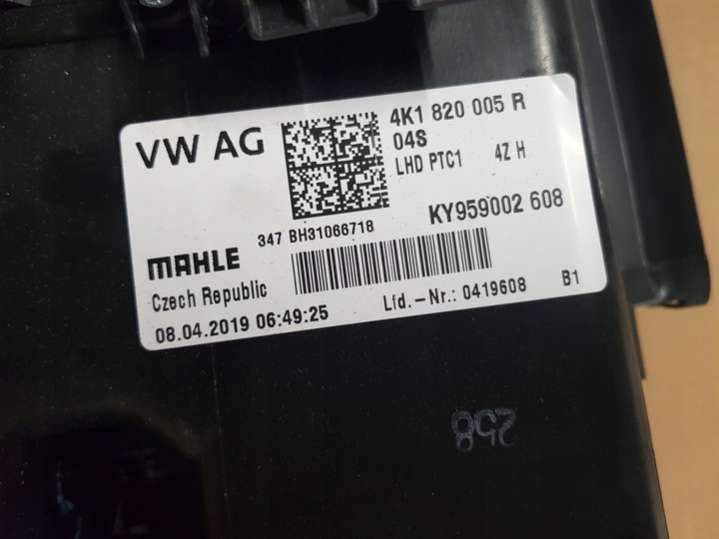 VW AG
4K1 820 005 R
04S
LHD PTC1 4Z H
347 BH31066718
KY959002 608
MAHLE
Czech Republic
08.04.2019 06:49:25
Lfd.-Nr.: 0419608
B1
258